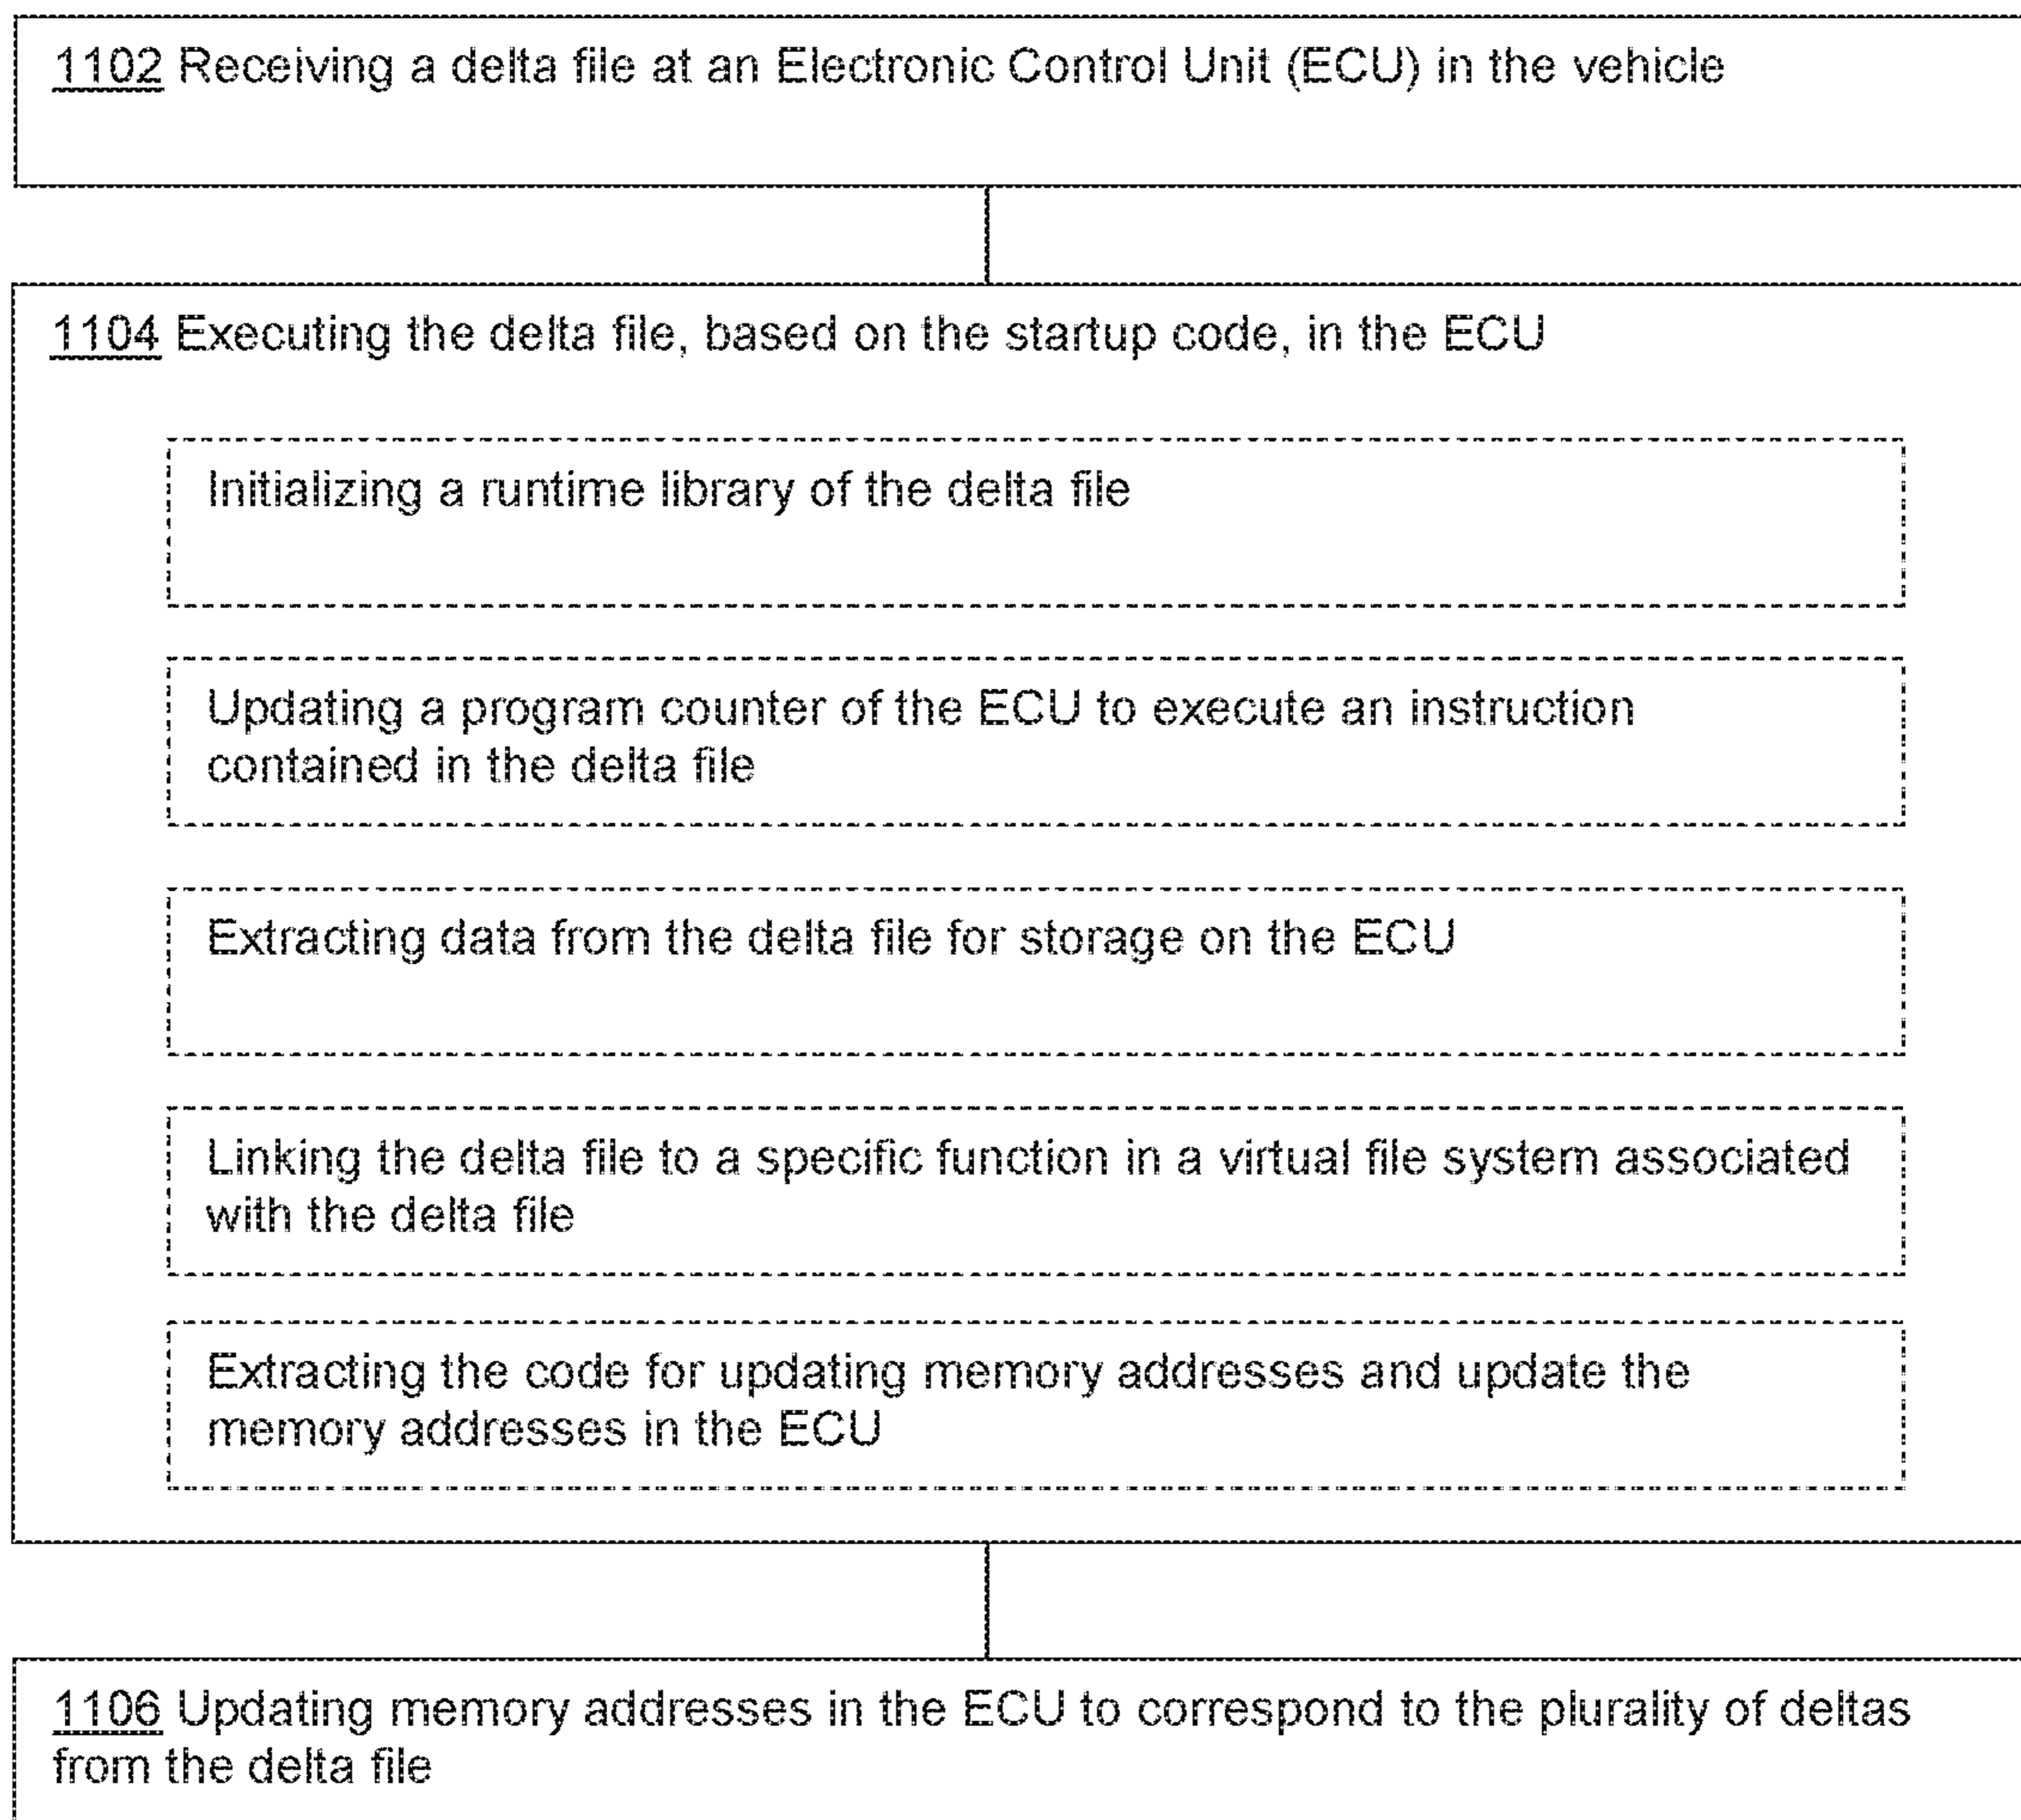 1102 Receiving a delta file at an Electronic Control Unit (ECU) in the vehicle
1104 Executing the delta file, based on the startup code, in the ECU
Initializing a runtime library of the delta file
Updating a program counter of the ECU to execute an instruction
contained in the delta file
Extracting data from the delta file for storage on the ECU
Linking the delta file to a specific function in a virtual file system associated
with the delta file
Extracting the code for updating memory addresses and update the
memory addresses in the ECU
1106 Updating memory addresses in the ECU to correspond to the plurality of deltas
from the delta file